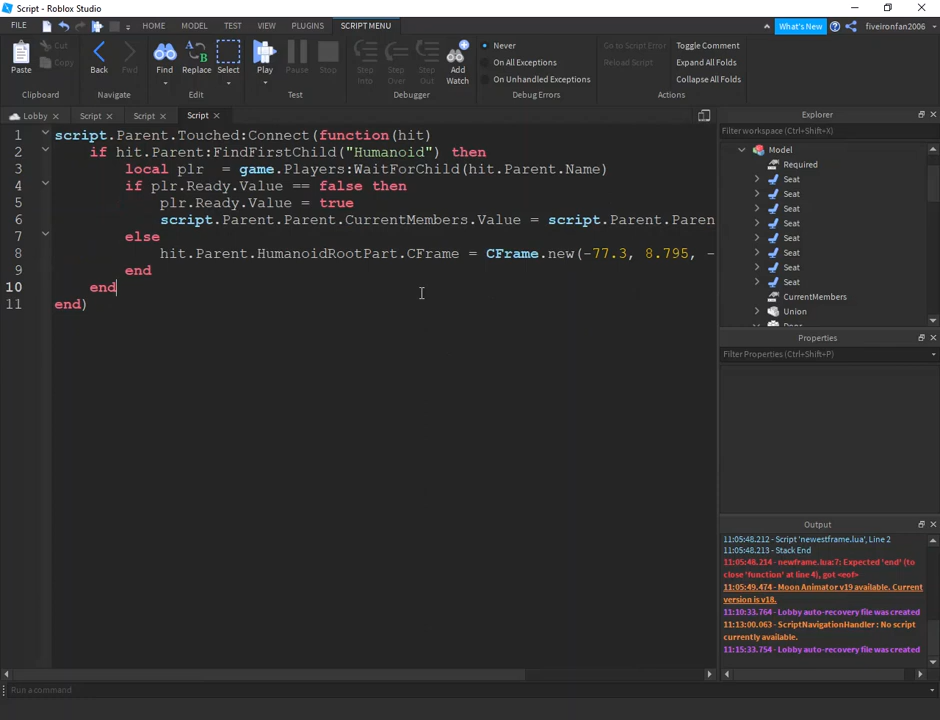 Script - Roblox Studio
FILE HOME MODEL TEST VIEW PLUGINS SCRIPT MENU What's New fiveironfan2006
Paste Cut Copy
Back Fwd
Find Replace Select
Play Pause Stop
Step Into Step Over Step Out Add Watch
Never
On All Exceptions
On Unhandled Exceptions
Go to Script Error
Reload Script
Toggle Comment
Expand All Folds
Collapse All Folds
Clipboard Navigate Edit Test Debugger Debug Errors Actions
Lobby Script Script Script
1 script.Parent.Touched:Connect(function(hit)
2 if hit.Parent:FindFirstChild("Humanoid") then
3 local plr = game.Players:WaitForChild(hit.Parent.Name)
4 if plr.Ready.Value == false then
5 plr.Ready.Value = true
6 script.Parent.Parent.CurrentMembers.Value = script.Parent.Paren
7 else
8 hit.Parent.HumanoidRootPart.CFrame = CFrame.new(-77.3, 8.795, -
9 end
10 end
11 end)
Explorer
Filter workspace (Ctrl+Shift+X)
Model
Required
Seat
Seat
Seat
Seat
Seat
Seat
Seat
Seat
CurrentMembers
Union
Properties
Filter Properties (Ctrl+Shift+P)
Output
11:05:48.212 - Script 'newestframe.lua', Line 2
11:05:48.213 - Stack End
11:05:48.214 - newframe.lua:7: Expected 'end' (to
close 'function' at line 4), got <eof>
11:05:49.474 - Moon Animator v19 available. Current
version is v18.
11:10:33.764 - Lobby auto-recovery file was created
11:13:00.063 - ScriptNavigationHandler : No script
currently available.
11:15:33.754 - Lobby auto-recovery file was created
Run a command